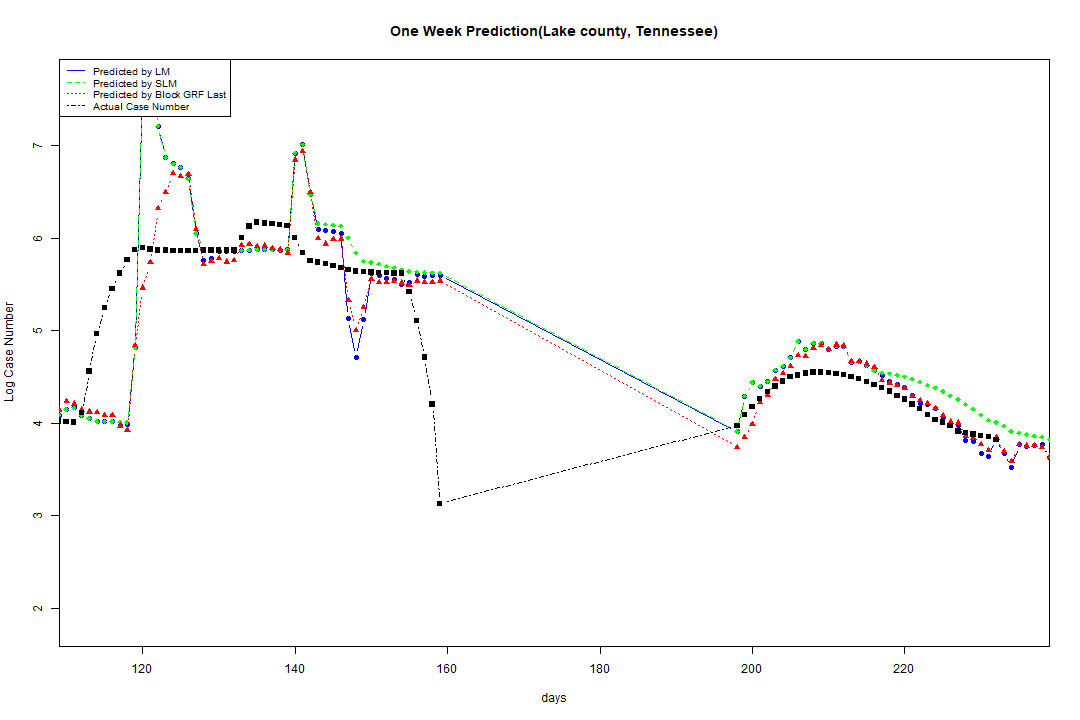 One Week Prediction(Lake county, Tennessee)
Predicted by LM
Predicted by SLM
Predicted by Block GRF Last
Actual Case Number
Log Case Number
7
6
5
4
3
2
120 140 160 180 200 220
days